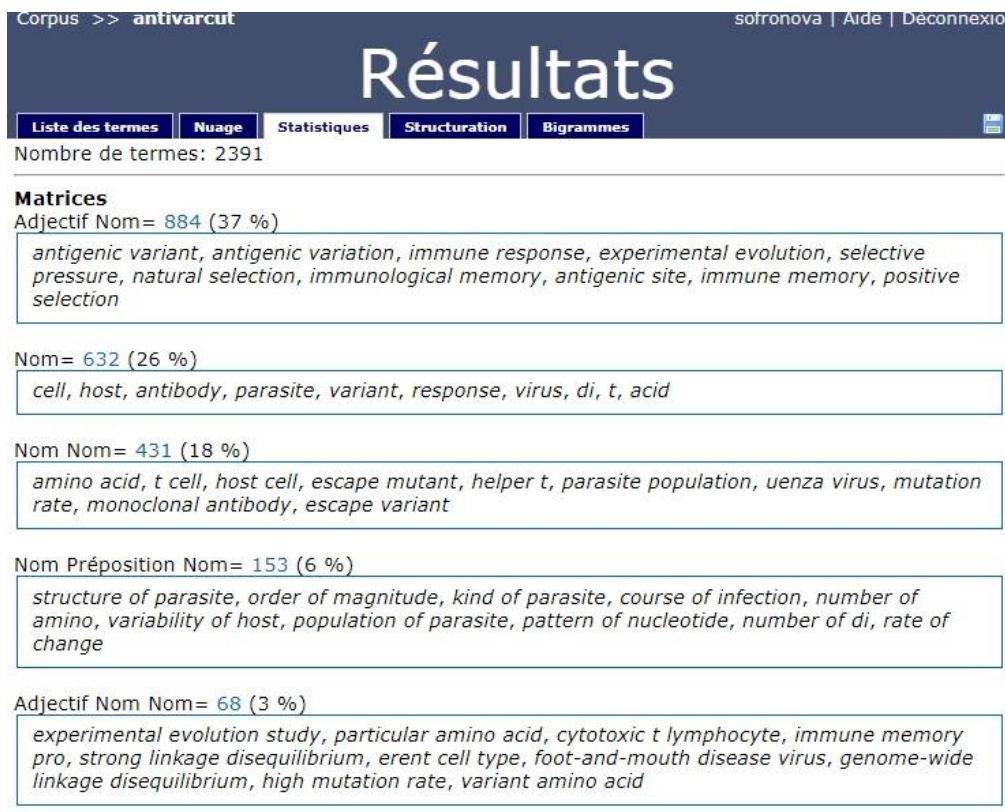 Corpus >> antivarcut sofronova | Aide | Déconnexio
Résultats
Liste des termes Nuage Statistiques Structuration Bigrammes
Nombre de termes: 2391
Matrices
Adjectif Nom= 884 (37 %)
antigenic variant, antigenic variation, immune response, experimental evolution, selective
pressure, natural selection, immunological memory, antigenic site, immune memory, positive
selection
Nom= 632 (26 %)
cell, host, antibody, parasite, variant, response, virus, di, t, acid
Nom Nom= 431 (18 %)
amino acid, t cell, host cell, escape mutant, helper t, parasite population, uenza virus, mutation
rate, monoclonal antibody, escape variant
Nom Préposition Nom= 153 (6 %)
structure of parasite, order of magnitude, kind of parasite, course of infection, number of
amino, variability of host, population of parasite, pattern of nucleotide, number of di, rate of
change
Adjectif Nom Nom= 68 (3 %)
experimental evolution study, particular amino acid, cytotoxic t lymphocyte, immune memory
pro, strong linkage disequilibrium, erent cell type, foot-and-mouth disease virus, genome-wide
linkage disequilibrium, high mutation rate, variant amino acid